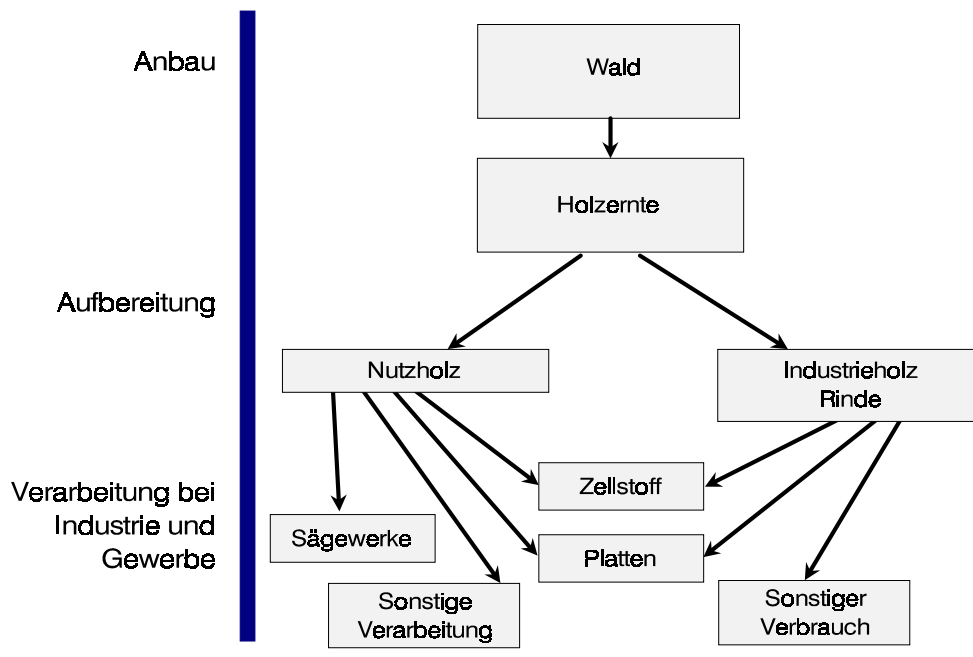 Anbau
Wald
Holzernte
Aufbereitung
Nutzholz
Industrieholz
Rinde
Verarbeitung bei
Industrie und
Gewerbe
Zellstoff
Sägewerke
Platten
Sonstige
Verarbeitung
Sonstiger
Verbrauch